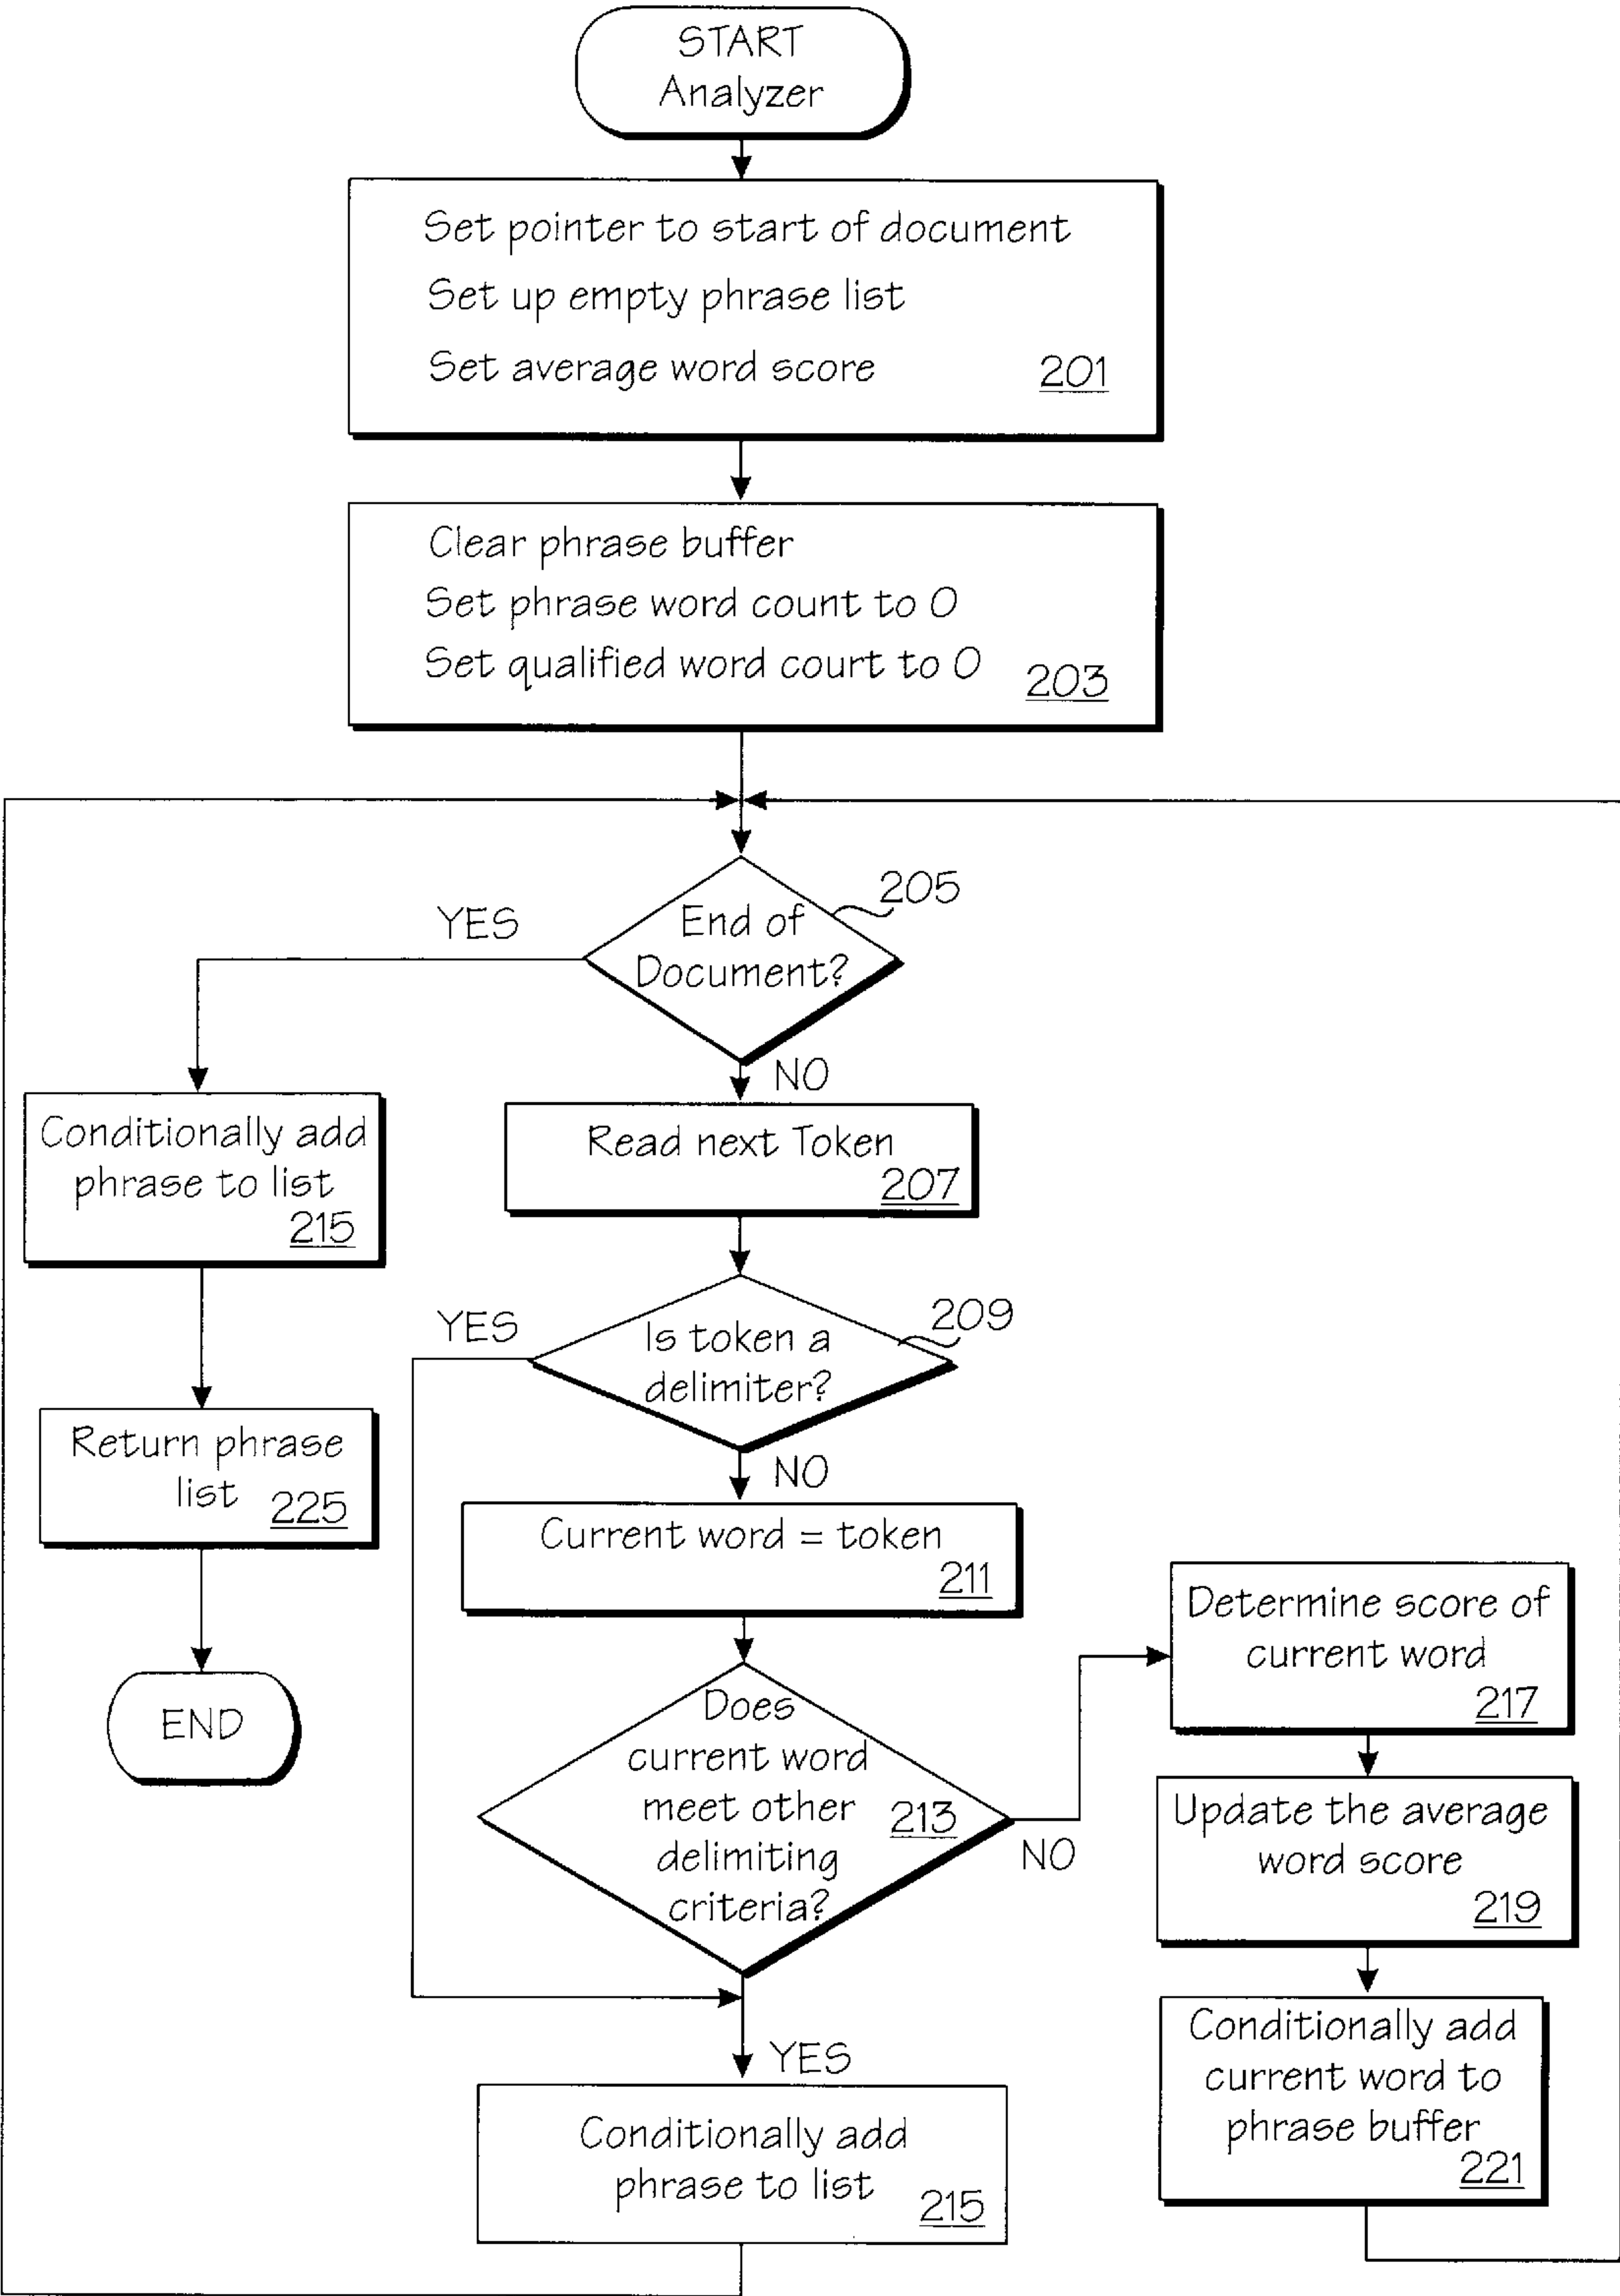 START
Analyzer
Set pointer to start of document
Set up empty phrase list
Set average word score
201
Clear phrase buffer
Set phrase word count to 0
Set qualified word court to 0
203
205
YES
End of
Document?
NO
Conditionally add
phrase to list
215
Read next Token
207
YES
209
Is token a
delimiter?
NO
Return phrase
list 225
Current word = token
211
Determine score of
current word
217
END
Does
current word
meet other
213
delimiting
criteria?
NO
Update the average
word score
219
YES
Conditionally add
current word to
phrase buffer
221
Conditionally add
phrase to list
215